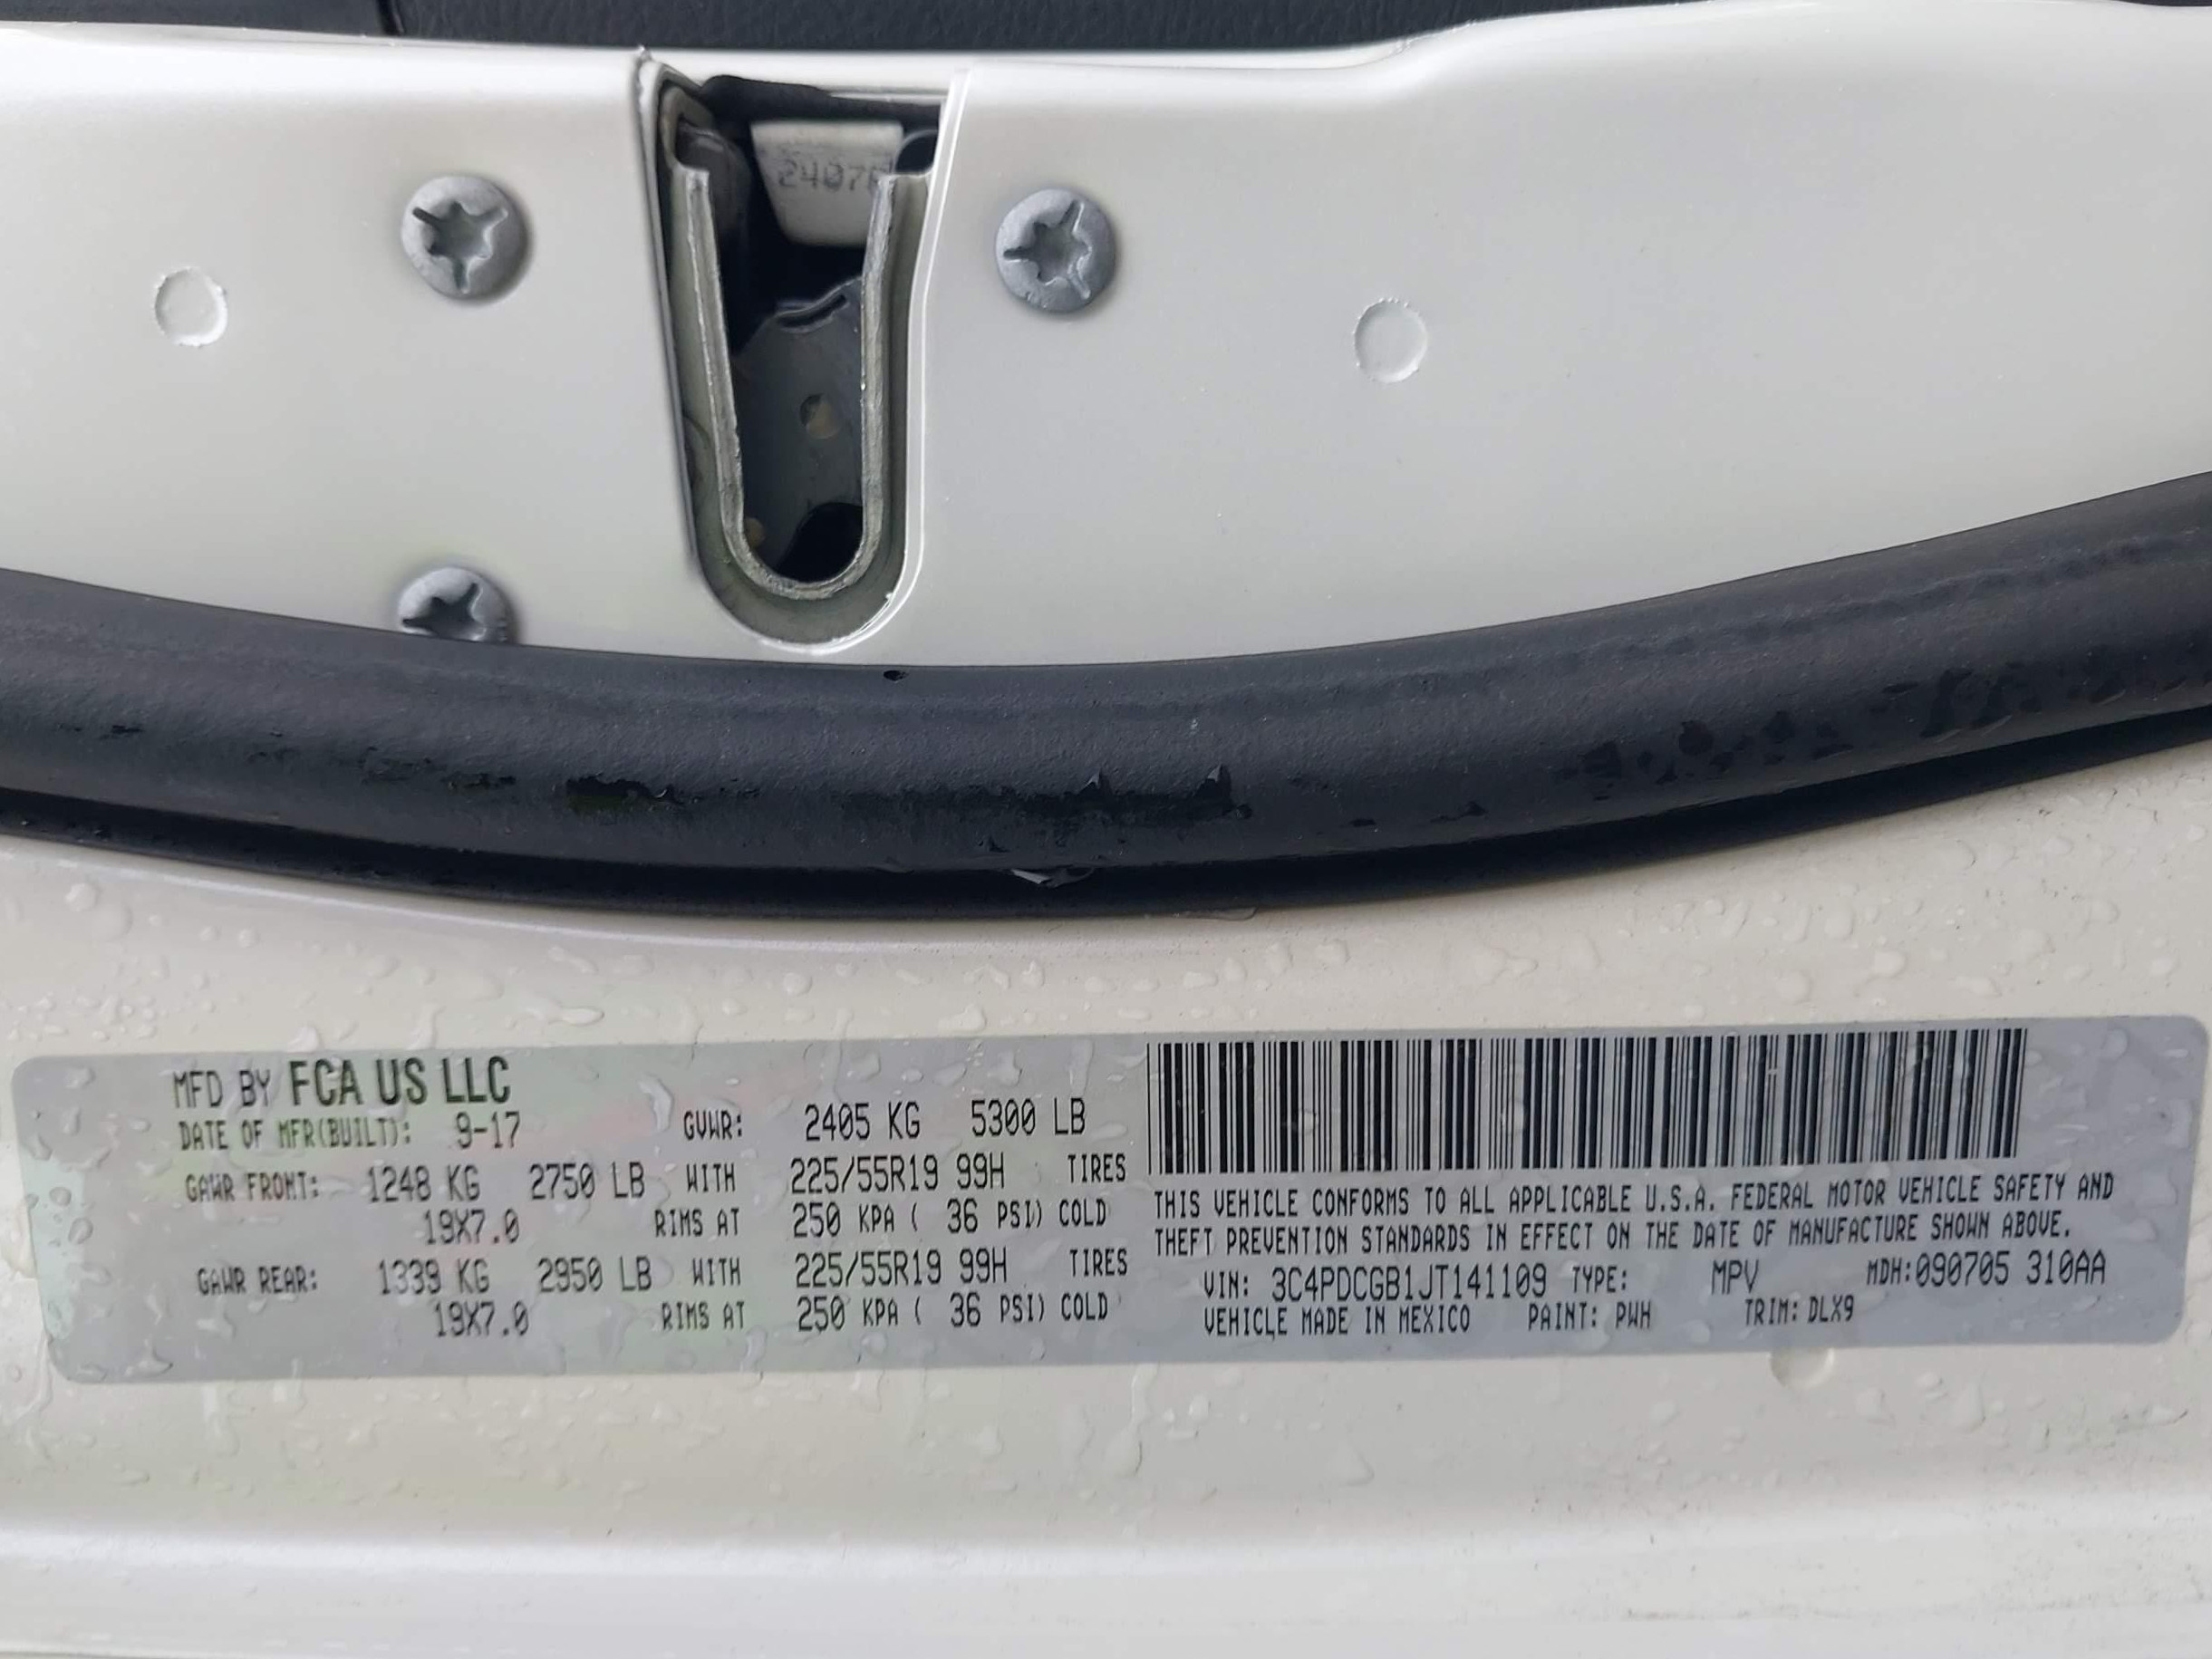 2407
MFD BY FCA US LLC
DATE OF MFR(BUILT): 9-17 GVWR: 2405 KG 5300 LB
GAWR FRONT: 1248 KG 2750 LB WITH 225/55R19 99H TIRES
19X7.0 RIMS AT 250 KPA ( 36 PSI) COLD
GAWR REAR: 1339 KG 2950 LB WITH 225/55R19 99H TIRES
19X7.0 RIMS AT 250 KPA ( 36 PSI) COLD
THIS VEHICLE CONFORMS TO ALL APPLICABLE U.S.A. FEDERAL MOTOR VEHICLE SAFETY AND
THEFT PREVENTION STANDARDS IN EFFECT ON THE DATE OF MANUFACTURE SHOWN ABOVE.
VIN: 3C4PDCGB1JT141109 TYPE: MPV MDH:090705 310AA
VEHICLE MADE IN MEXICO PAINT: PWH TRIM: DLX9